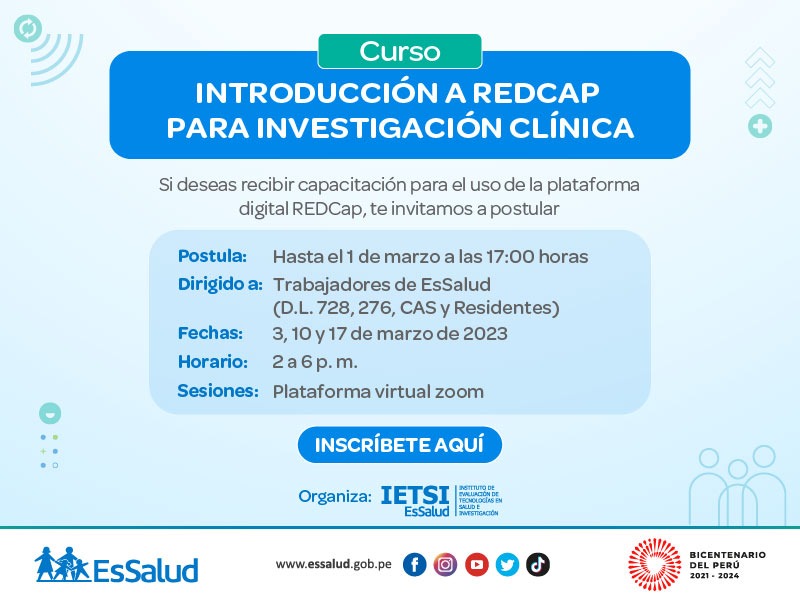 Curso
INTRODUCCIÓN A REDCAP
PARA INVESTIGACIÓN CLÍNICA
Si deseas recibir capacitación para el uso de la plataforma
digital REDCap, te invitamos a postular
Postula: Hasta el 1 de marzo a las 17:00 horas
Dirigido a: Trabajadores de EsSalud
(D.L. 728, 276, CAS y Residentes)
Fechas: 3, 10 y 17 de marzo de 2023
Horario: 2 a 6 p. m.
Sesiones: Plataforma virtual zoom
INSCRÍBETE AQUÍ
Organiza: IETSI
EsSalud
INSTITUTO DE
EVALUACIÓN DE
TECNOLOGÍAS EN
SALUD E
INVESTIGACIÓN
EsSalud
www.essalud.gob.pe
BICENTENARIO
DEL PERÚ
2021 - 2024